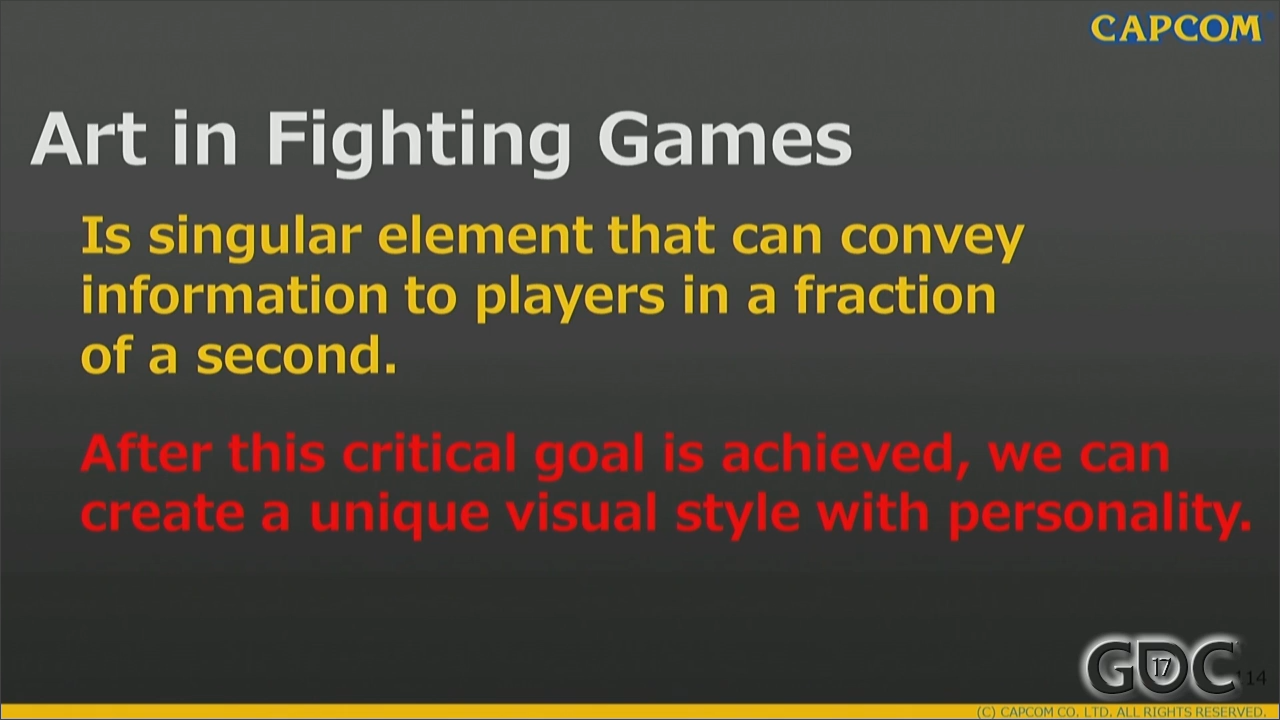 CAPCOM
Art in Fighting Games
Is singular element that can convey
information to players in a fraction
of a second.
After this critical goal is achieved, we can
create a unique visual style with personality.
GDC
17
114
(C) CAPCOM CO. LTD. ALL RIGHTS RESERVED.